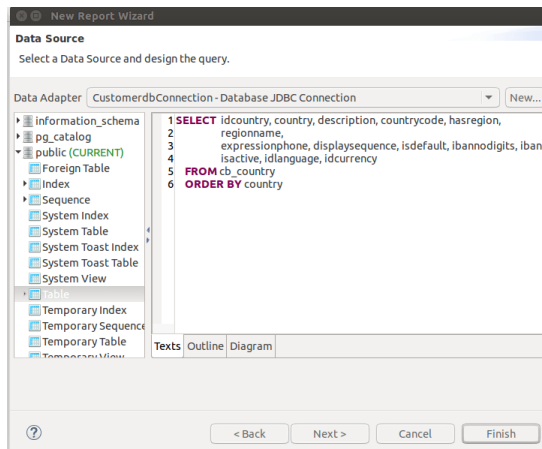 New Report Wizard
Data Source
Select a Data Source and design the query.
Data Adapter CustomerdbConnection - Database JDBC Connection New...
information_schema
pg_catalog
public (CURRENT)
Foreign Table
Index
Sequence
System Index
System Table
System Toast Index
System Toast Table
System View
Table
Temporary Index
Temporary Sequence
Temporary Table
Temporary View
1 SELECT idcountry, country, description, countrycode, hasregion,
2 regionname,
3 expressionphone, displaysequence, isdefault, ibannodigits, iban
4 isactive, idlanguage, idcurrency
5 FROM cb_country
6 ORDER BY country
Texts Outline Diagram
? < Back Next > Cancel Finish